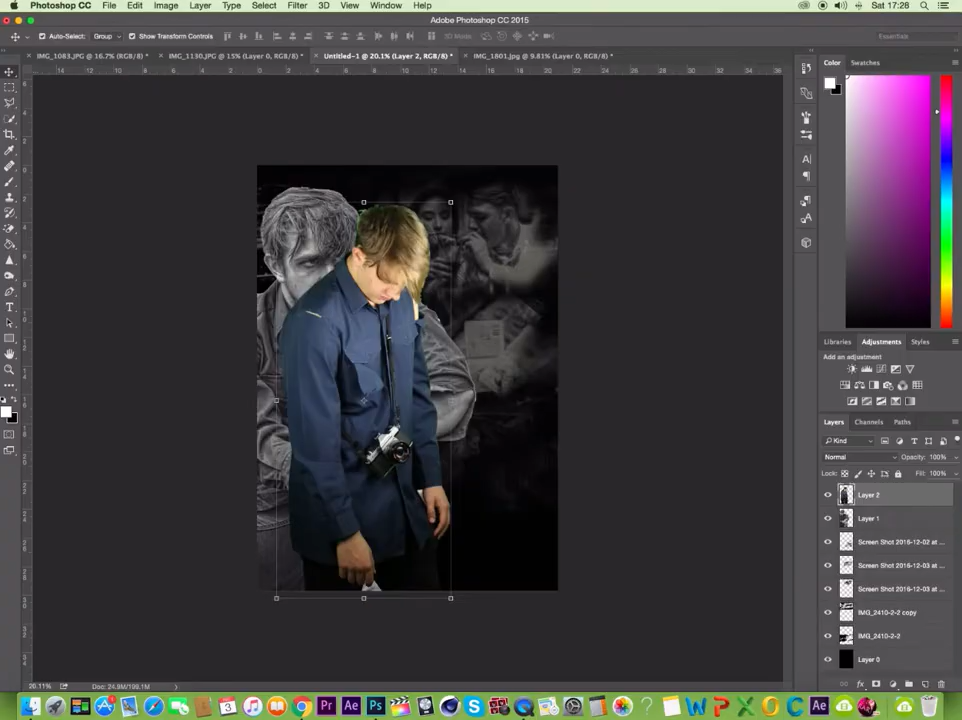 Photoshop CC File Edit Image Layer Type Select Filter 3D View Window Help Sat 17:28
Adobe Photoshop CC 2015
Auto-Select: Group Show Transform Controls 3D Mode: Essentials
IMG_1083.JPG @ 16.7% (RGB/8) * IMG_1130.JPG @ 15% (Layer 0, RGB/8) * Untitled-1 @ 20.1% (Layer 2, RGB/8) * IMG_1801.jpg @ 9.81% (Layer 0, RGB/8) *
Color Swatches
Libraries Adjustments Styles
Add an adjustment
Layers Channels Paths
Kind
Normal Opacity: 100%
Lock: Fill: 100%
Layer 2
Layer 1
Screen Shot 2016-12-02 at ...
Screen Shot 2016-12-03 at ...
Screen Shot 2016-12-03 at ...
IMG_2410-2-2 copy
IMG_2410-2-2
Layer 0
26.11% Doc: 24.9M/199.1M